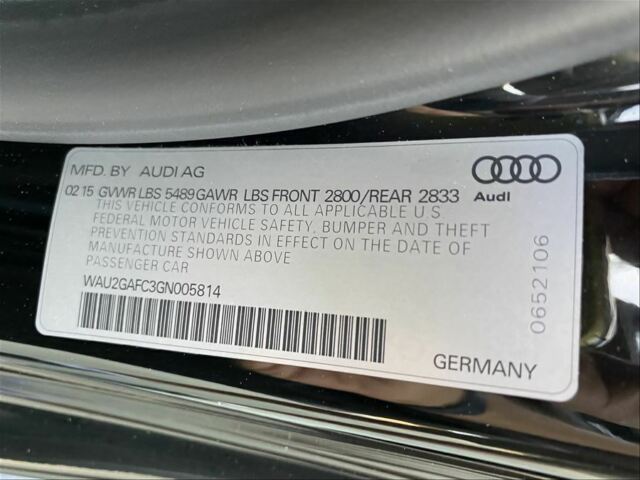 MFD. BY AUDI AG
02 15 GVWR LBS 5489 GAWR LBS FRONT 2800/REAR 2833
Audi
THIS VEHICLE CONFORMS TO ALL APPLICABLE U.S
FEDERAL MOTOR VEHICLE SAFETY, BUMPER AND THEFT
PREVENTION STANDARDS IN EFFECT ON THE DATE OF
MANUFACTURE SHOWN ABOVE
PASSENGER CAR
WAU2GAFC3GN005814
0652106
GERMANY